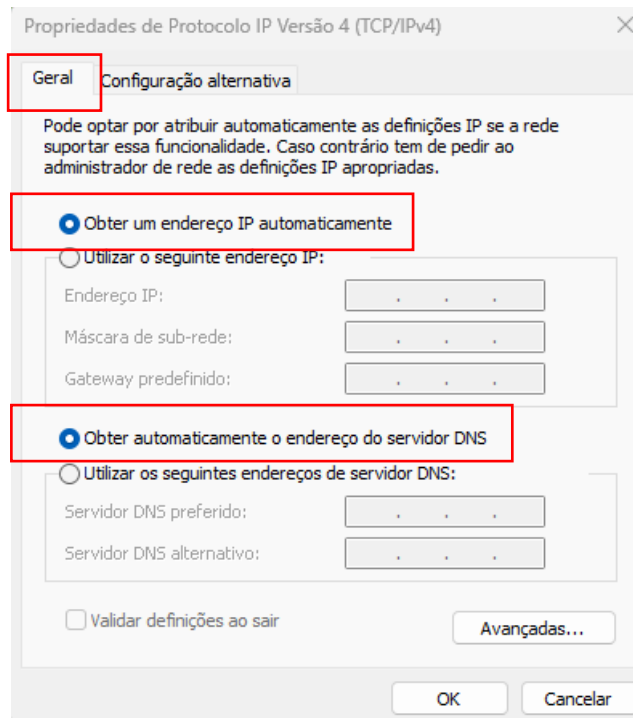 Propriedades de Protocolo IP Versão 4 (TCP/IPv4)
Geral
Configuração alternativa
Pode optar por atribuir automaticamente as definições IP se a rede
suportar essa funcionalidade. Caso contrário tem de pedir ao
administrador de rede as definições IP apropriadas.
Obter um endereço IP automaticamente
Utilizar o seguinte endereço IP:
Endereço IP:
Máscara de sub-rede:
Gateway predefinido:
Obter automaticamente o endereço do servidor DNS
Utilizar os seguintes endereços de servidor DNS:
Servidor DNS preferido:
Servidor DNS alternativo:
Validar definições ao sair
Avançadas...
OK
Cancelar